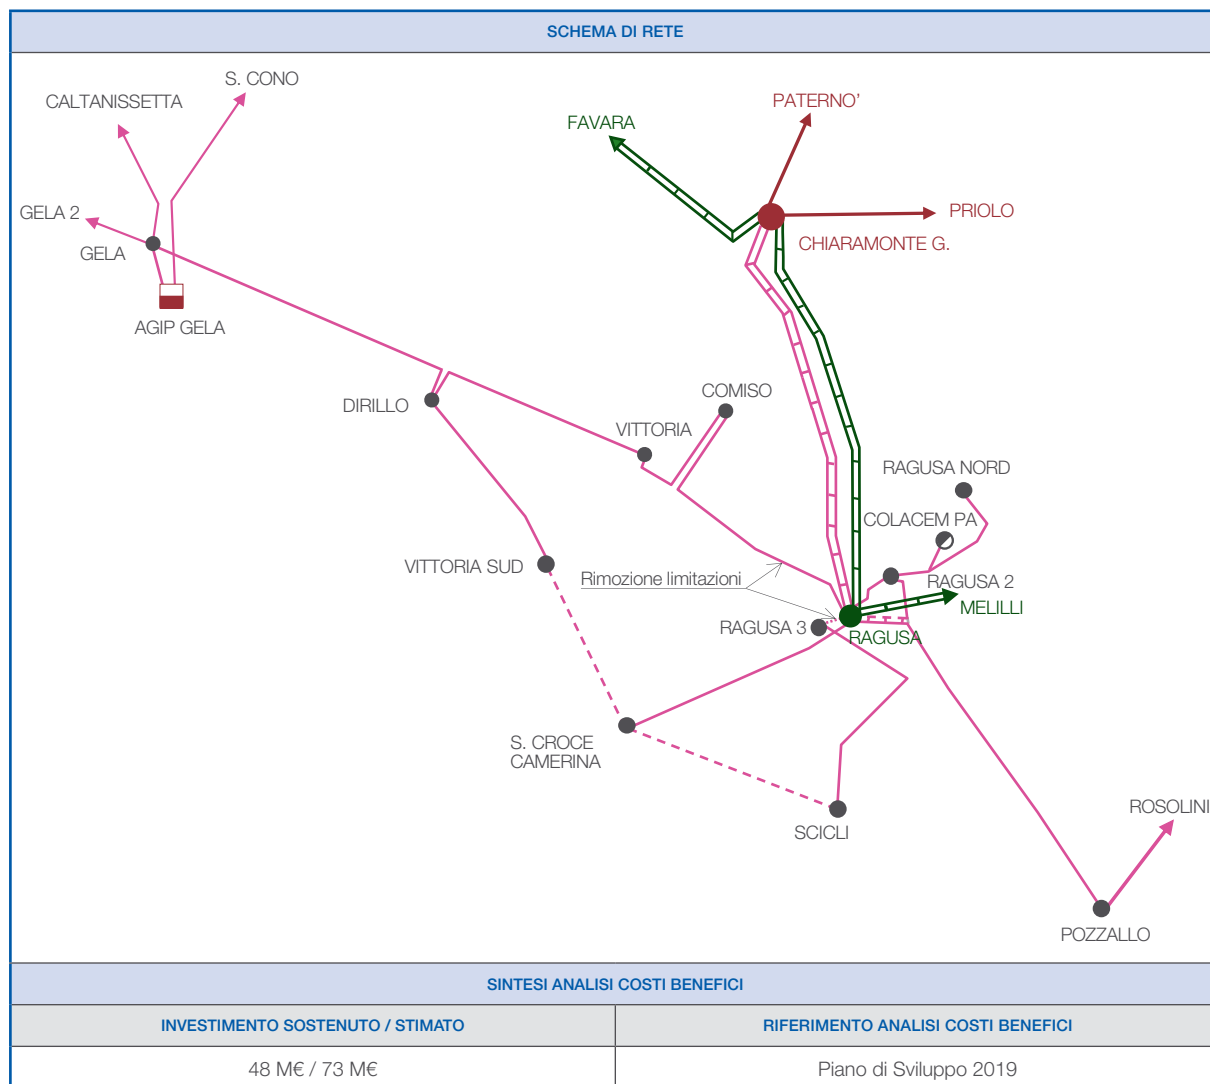 SCHEMA DI RETE
S. CONO
CALTANISSETTA
PATERNO’
FAVARA
GELA 2
PRIOLO
GELA
CHIARAMONTE G.
AGIP GELA
COMISO
DIRILLO
VITTORIA
RAGUSA NORD
COLACEM PA
VITTORIA SUD
Rimozione limitazioni
RAGUSA 2
MELILLI
RAGUSA 3
RAGUSA
S. CROCE
CAMERINA
ROSOLINI
SCICLI
POZZALLO
SINTESI ANALISI COSTI BENEFICI
INVESTIMENTO SOSTENUTO / STIMATO
RIFERIMENTO ANALISI COSTI BENEFICI
48 M€ / 73 M€
Piano di Sviluppo 2019